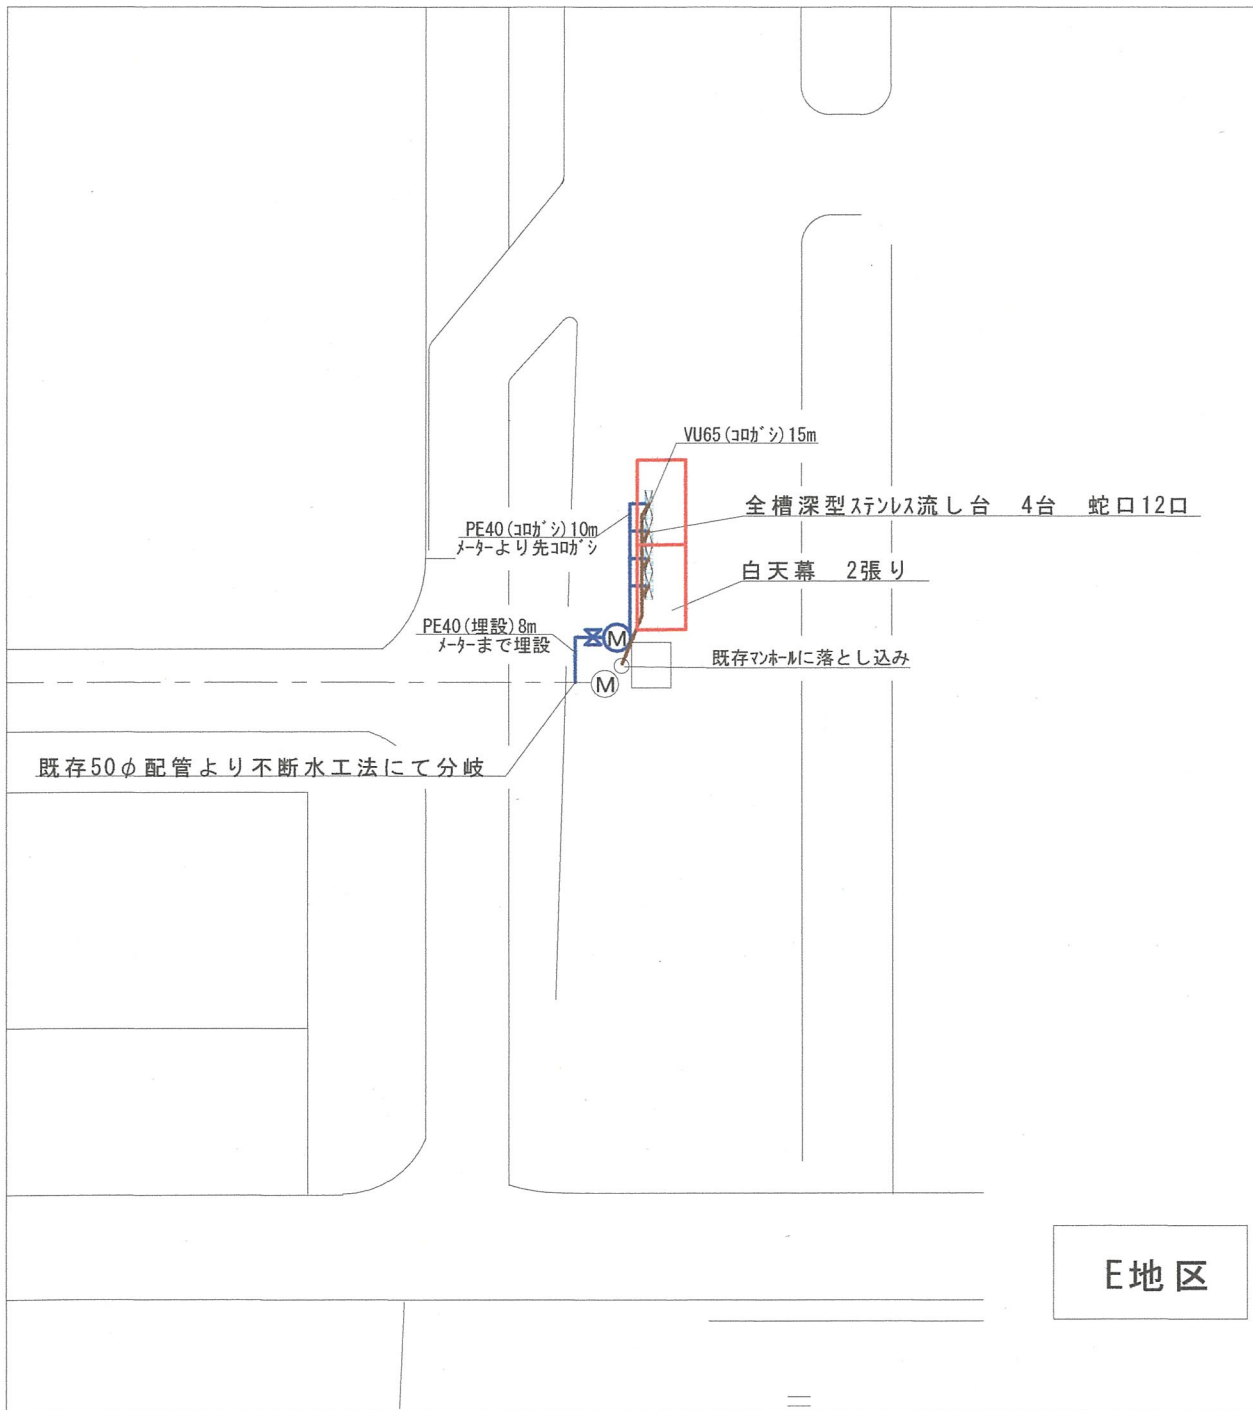 VU65(ｺﾛｶﾞｼ)15m
全槽深型ｽﾃﾝﾚｽ流し台　4台　蛇口12口
PE40(ｺﾛｶﾞｼ)10m
ﾒｰﾀｰより先ｺﾛｶﾞｼ
白天幕　2張り
PE40(埋設)8m
ﾒｰﾀｰまで埋設
M
既存ﾏﾝﾎｰﾙに落とし込み
M
既存50φ配管より不断水工法にて分岐
E地区